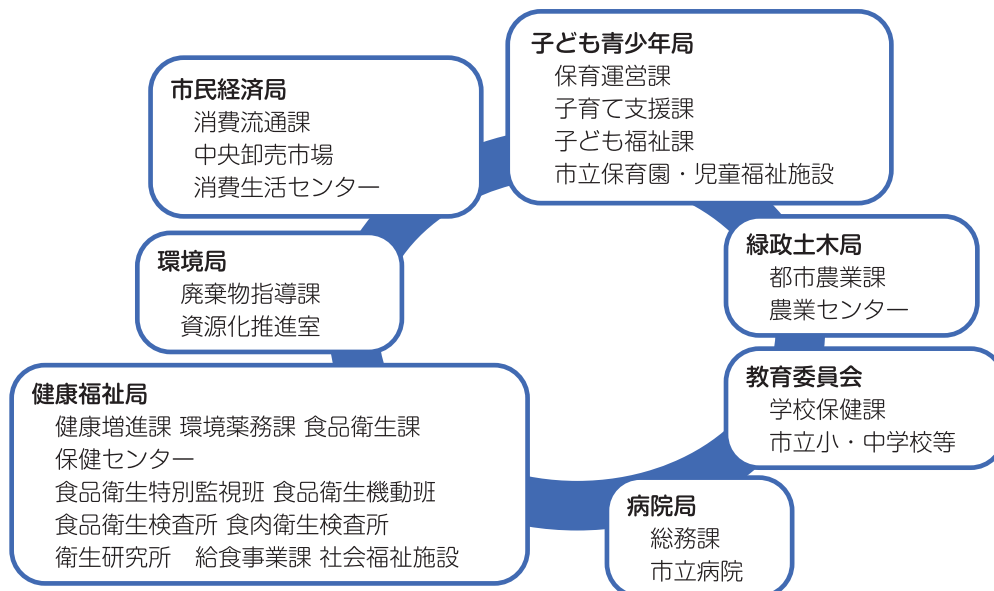 子ども青少年局
保育運営課
子育て支援課
子ども福祉課
市立保育園・児童福祉施設
市民経済局
消費流通課
中央卸売市場
消費生活センター
緑政土木局
都市農業課
農業センター
環境局
廃棄物指導課
資源化推進室
教育委員会
学校保健課
市立小・中学校等
健康福祉局
健康増進課 環境薬務課 食品衛生課
保健センター
食品衛生特別監視班 食品衛生機動班
食品衛生検査所 食肉衛生検査所
衛生研究所　給食事業課 社会福祉施設
病院局
総務課
市立病院